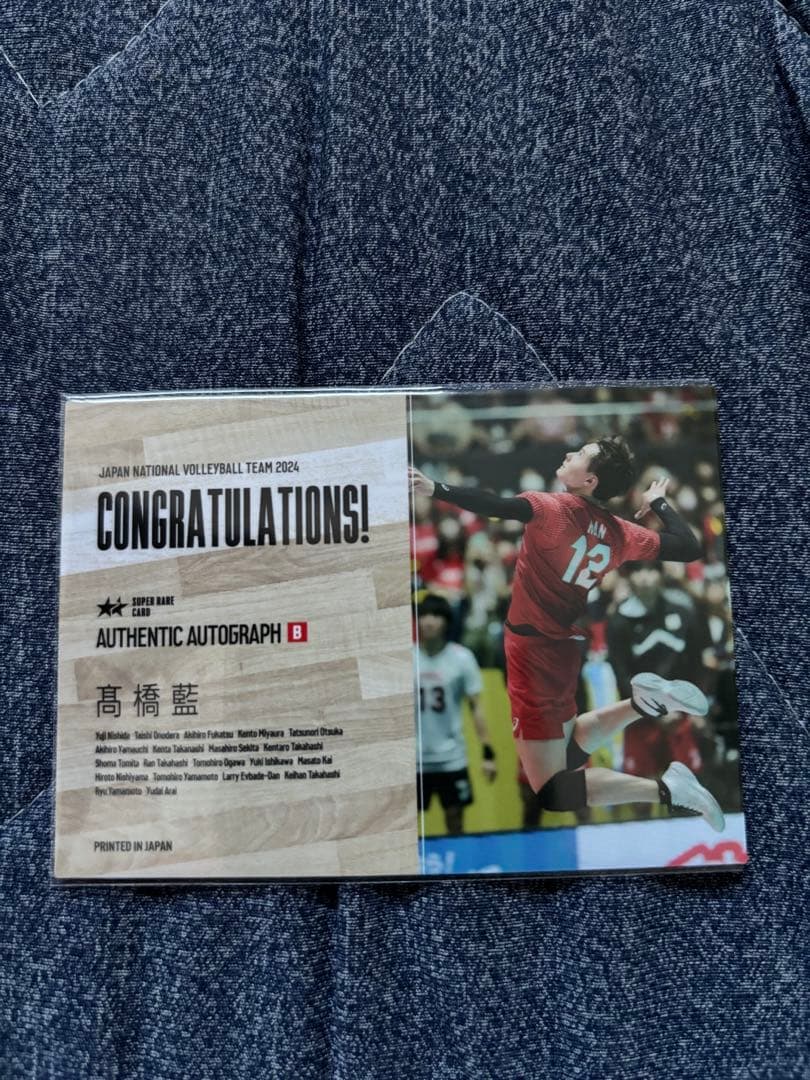 JAPAN NATIONAL VOLLEYBALL TEAM 2024
CONGRATULATIONS!
SUPER RARE
CARD
AUTHENTIC AUTOGRAPH B
髙橋藍
Yuji Nishida Taishi Onodera Akihiro Fukatsu Kento Miyaura Tatsunori Otsuka
Akihiro Yamauchi Kenta Takanashi Masahiro Sekita Kentaro Takahashi
Shoma Tomita Ran Takahashi Tomohiro Ogawa Yuki Ishikawa Masato Kai
Hiroto Nishiyama Tomohiro Yamamoto Larry Evbade-Dan Keihan Takahashi
Ryu Yamamoto Yudai Arai
PRINTED IN JAPAN
12
13